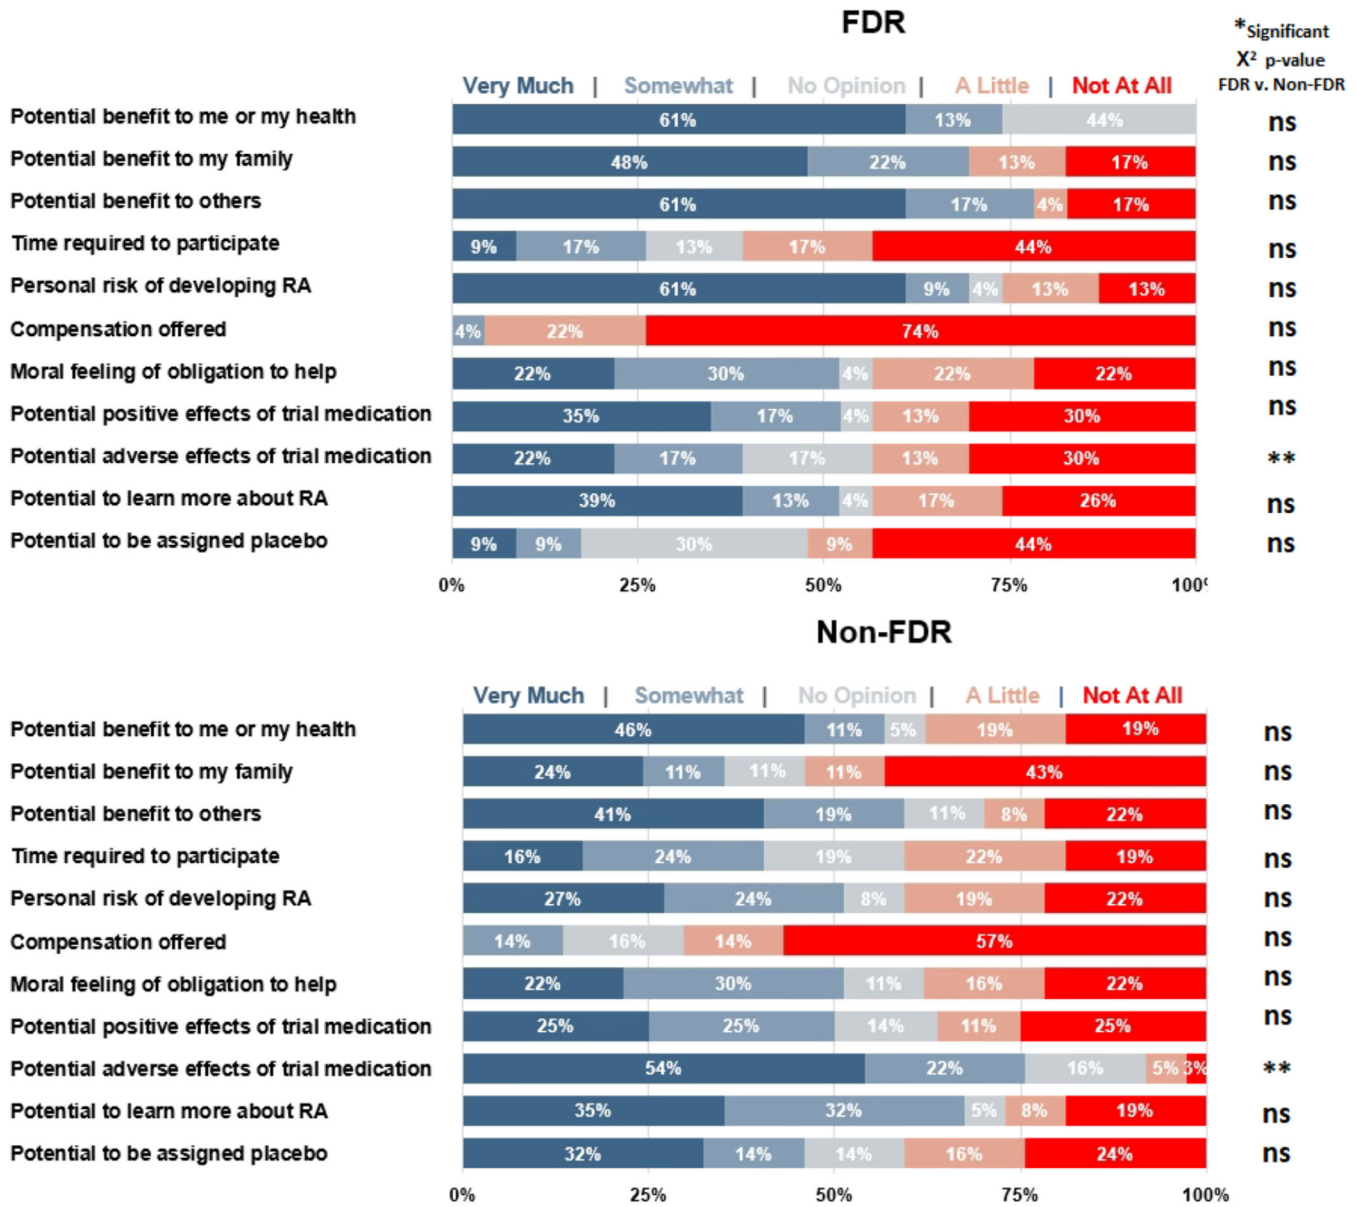 FDR
*Significant
X² p-value
FDR v. Non-FDR
Very Much | Somewhat | No Opinion | A Little | Not At All
Potential benefit to me or my health 61% 13% 44% ns
Potential benefit to my family 48% 22% 13% 17% ns
Potential benefit to others 61% 17% 4% 17% ns
Time required to participate 9% 17% 13% 17% 44% ns
Personal risk of developing RA 61% 9% 4% 13% 13% ns
Compensation offered 4% 22% 74% ns
Moral feeling of obligation to help 22% 30% 4% 22% 22% ns
Potential positive effects of trial medication 35% 17% 4% 13% 30% ns
Potential adverse effects of trial medication 22% 17% 17% 13% 30% **
Potential to learn more about RA 39% 13% 4% 17% 26% ns
Potential to be assigned placebo 9% 9% 30% 9% 44% ns
0% 25% 50% 75% 100%
Non-FDR
Very Much | Somewhat | No Opinion | A Little | Not At All
Potential benefit to me or my health 46% 11% 5% 19% 19% ns
Potential benefit to my family 24% 11% 11% 11% 43% ns
Potential benefit to others 41% 19% 11% 8% 22% ns
Time required to participate 16% 24% 19% 22% 19% ns
Personal risk of developing RA 27% 24% 8% 19% 22% ns
Compensation offered 14% 16% 14% 57% ns
Moral feeling of obligation to help 22% 30% 11% 16% 22% ns
Potential positive effects of trial medication 25% 25% 14% 11% 25% ns
Potential adverse effects of trial medication 54% 22% 16% 5% 3% **
Potential to learn more about RA 35% 32% 5% 8% 19% ns
Potential to be assigned placebo 32% 14% 14% 16% 24% ns
0% 25% 50% 75% 100%